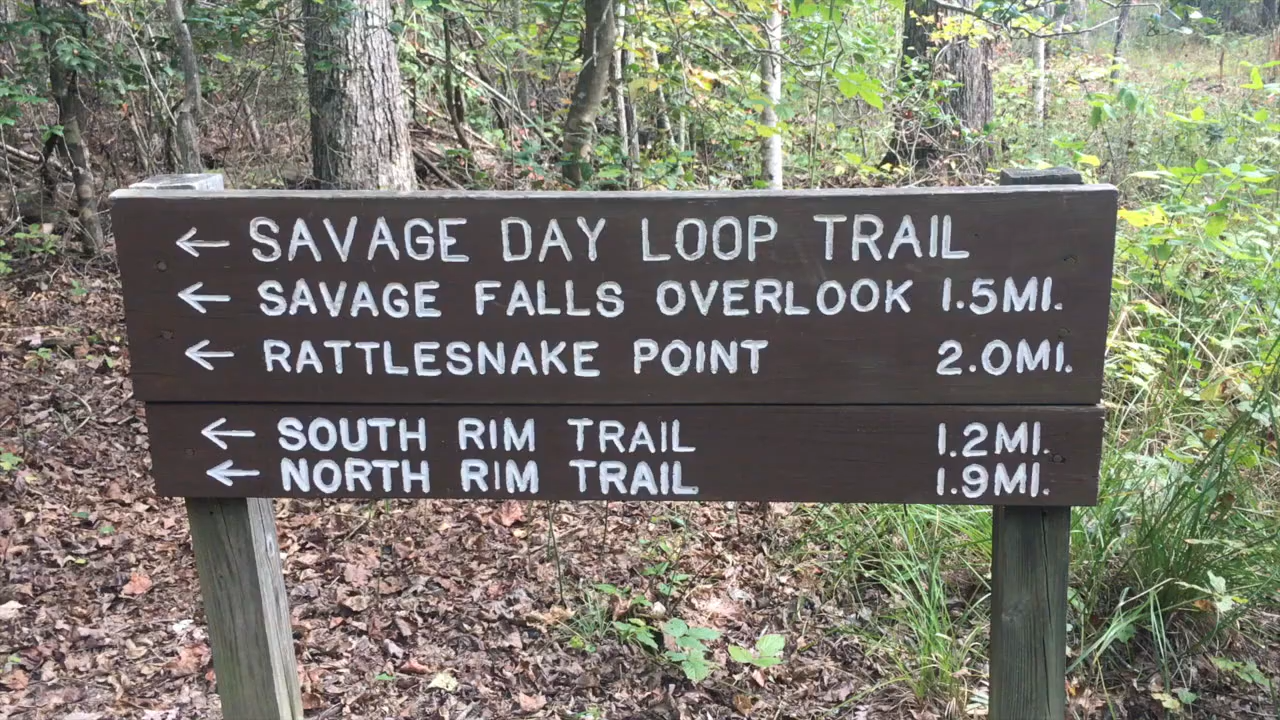 ← SAVAGE DAY LOOP TRAIL
← SAVAGE FALLS OVERLOOK 1.5MI.
← RATTLESNAKE POINT 2.0MI.
← SOUTH RIM TRAIL 1.2MI.
← NORTH RIM TRAIL 1.9MI.